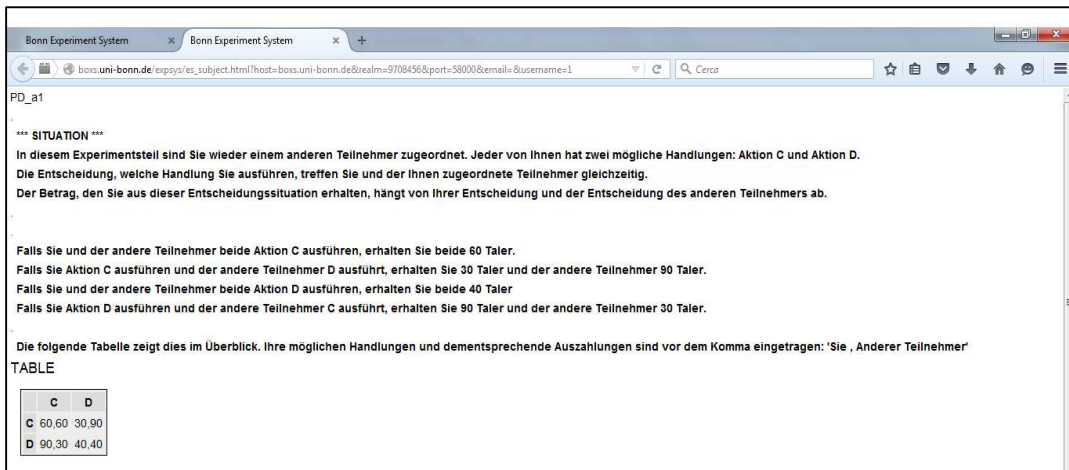 Bonn Experiment System × Bonn Experiment System × +
boxs.uni-bonn.de/expsys/es_subject.html?host=boxs.uni-bonn.de&realm=9708456&port=58000&email=&username=1 Cerca
PD_a1
*** SITUATION ***
In diesem Experimentsteil sind Sie wieder einem anderen Teilnehmer zugeordnet. Jeder von Ihnen hat zwei mögliche Handlungen: Aktion C und Aktion D.
Die Entscheidung, welche Handlung Sie ausführen, treffen Sie und der Ihnen zugeordnete Teilnehmer gleichzeitig.
Der Betrag, den Sie aus dieser Entscheidungssituation erhalten, hängt von Ihrer Entscheidung und der Entscheidung des anderen Teilnehmers ab.
Falls Sie und der andere Teilnehmer beide Aktion C ausführen, erhalten Sie beide 60 Taler.
Falls Sie Aktion C ausführen und der andere Teilnehmer D ausführt, erhalten Sie 30 Taler und der andere Teilnehmer 90 Taler.
Falls Sie und der andere Teilnehmer beide Aktion D ausführen, erhalten Sie beide 40 Taler
Falls Sie Aktion D ausführen und der andere Teilnehmer C ausführt, erhalten Sie 90 Taler und der andere Teilnehmer 30 Taler.
Die folgende Tabelle zeigt dies im Überblick. Ihre möglichen Handlungen und dementsprechende Auszahlungen sind vor dem Komma eingetragen: 'Sie , Anderer Teilnehmer'
TABLE
C D
C 60,60 30,90
D 90,30 40,40